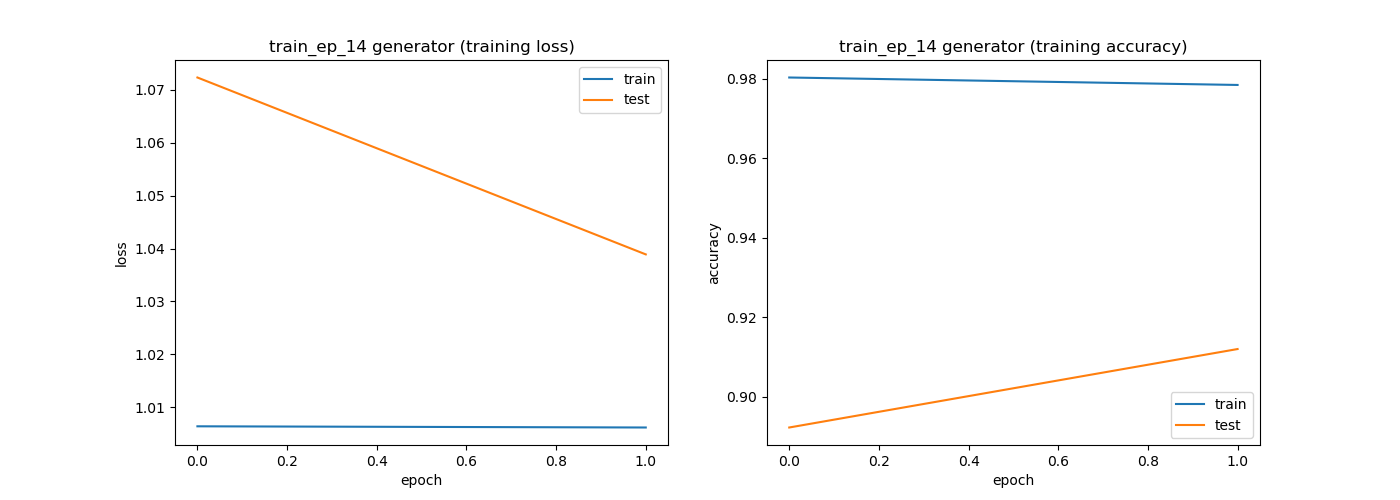 train_ep_14 generator (training loss)
1.07
1.06
1.05
1.04
1.03
1.02
1.01
loss
0.0 0.2 0.4 0.6 0.8 1.0
epoch
train
test
train_ep_14 generator (training accuracy)
0.98
0.96
0.94
0.92
0.90
accuracy
0.0 0.2 0.4 0.6 0.8 1.0
epoch
train
test